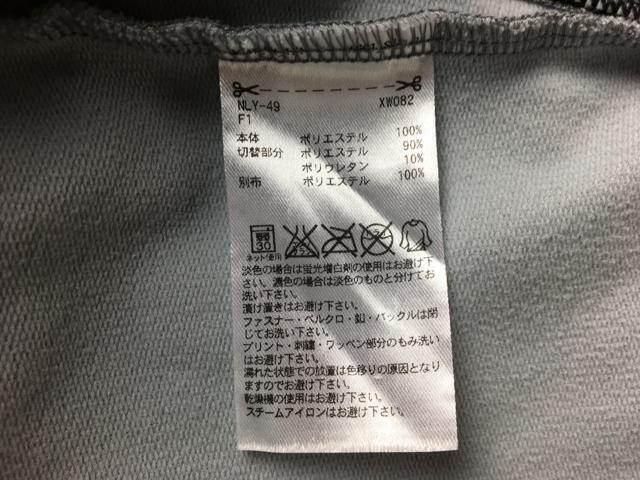 NLY-49 XW082
F1
本体 ポリエステル 100%
切替部分 ポリエステル 90%
ポリウレタン 10%
別布 ポリエステル 100%
弱 30
ネット使用
淡色の場合は蛍光増白剤の使用はお避け下
さい。濃色の場合は淡色のものと分けてお
洗い下さい。
漬け置きはお避け下さい。
ファスナー・ベルクロ・釦・バックルは閉
じてお洗い下さい。
プリント・刺繍・ワッペン部分のもみ洗い
はお避け下さい。
濡れた状態での放置は色移りの原因となり
ますのでお避け下さい。
乾燥機の使用はお避け下さい。
スチームアイロンはお避け下さい。